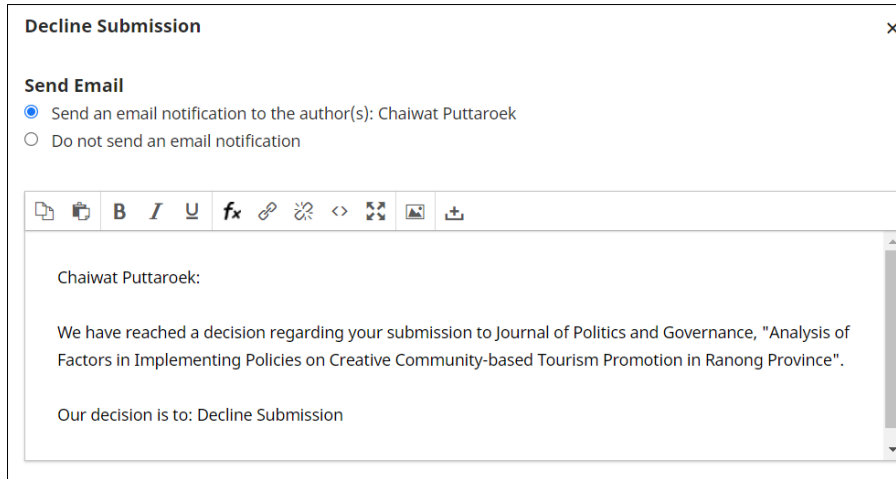 Decline Submission
Send Email
Send an email notification to the author(s): Chaiwat Puttaroek
Do not send an email notification
B I U fx
Chaiwat Puttaroek:
We have reached a decision regarding your submission to Journal of Politics and Governance, "Analysis of
Factors in Implementing Policies on Creative Community-based Tourism Promotion in Ranong Province".
Our decision is to: Decline Submission